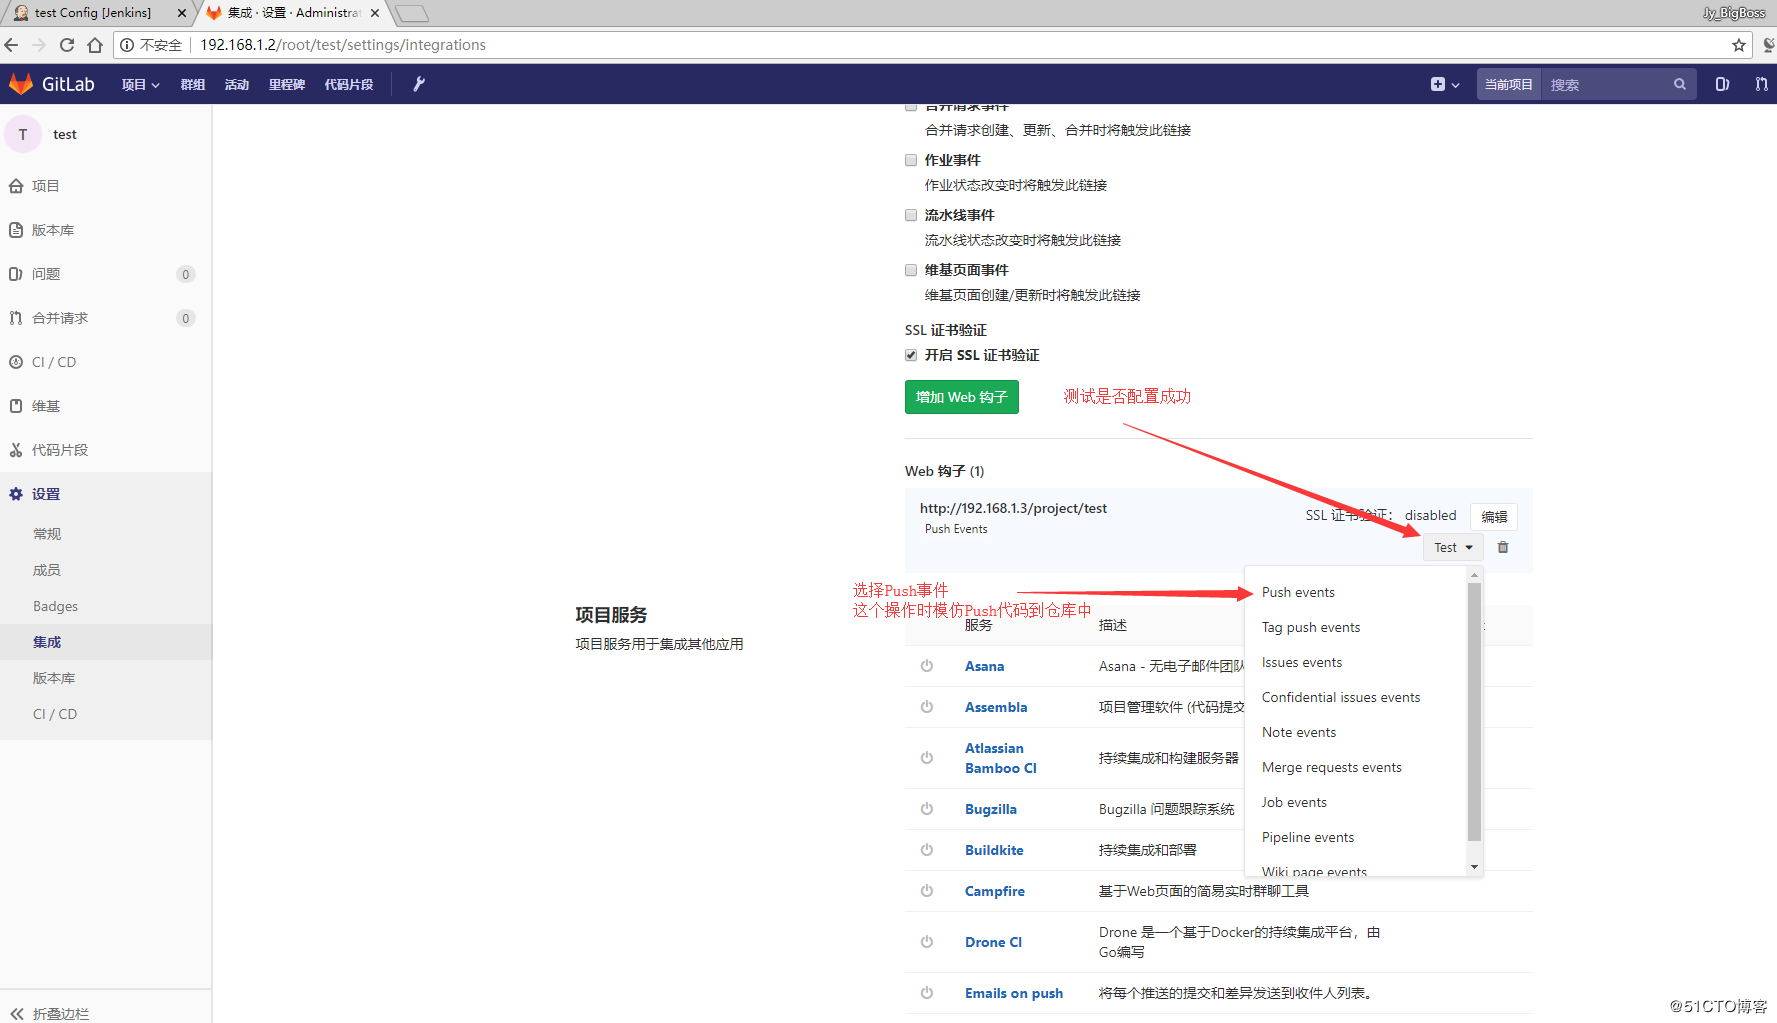 test Config [Jenkins]
集成 · 设置 · Administrat
Jy_BigBoss
不安全
192.168.1.2/root/test/settings/integrations
GitLab
项目
群组
活动
里程碑
代码片段
当前项目
搜索
T
test
项目
版本库
问题
0
合并请求
0
CI / CD
维基
代码片段
设置
常规
成员
Badges
集成
版本库
CI / CD
折叠边栏
合并请求事件
合并请求创建、更新、合并时将触发此链接
作业事件
作业状态改变时将触发此链接
流水线事件
流水线状态改变时将触发此链接
维基页面事件
维基页面创建/更新时将触发此链接
SSL 证书验证
开启 SSL 证书验证
增加 Web 钩子
测试是否配置成功
Web 钩子 (1)
http://192.168.1.3/project/test
Push Events
SSL 证书验证： disabled
编辑
Test
选择Push事件
这个操作时模仿Push代码到仓库中
Push events
Tag push events
Issues events
Confidential issues events
Note events
Merge requests events
Job events
Pipeline events
Wiki page events
项目服务
项目服务用于集成其他应用
服务
描述
Asana
Asana - 无电子邮件团队
Assembla
项目管理软件 (代码提交
Atlassian
Bamboo CI
持续集成和构建服务器
Bugzilla
Bugzilla 问题跟踪系统
Buildkite
持续集成和部署
Campfire
基于Web页面的简易实时群聊工具
Drone CI
Drone 是一个基于Docker的持续集成平台，由
Go编写
Emails on push
将每个推送的提交和差异发送到收件人列表。
@51CTO博客